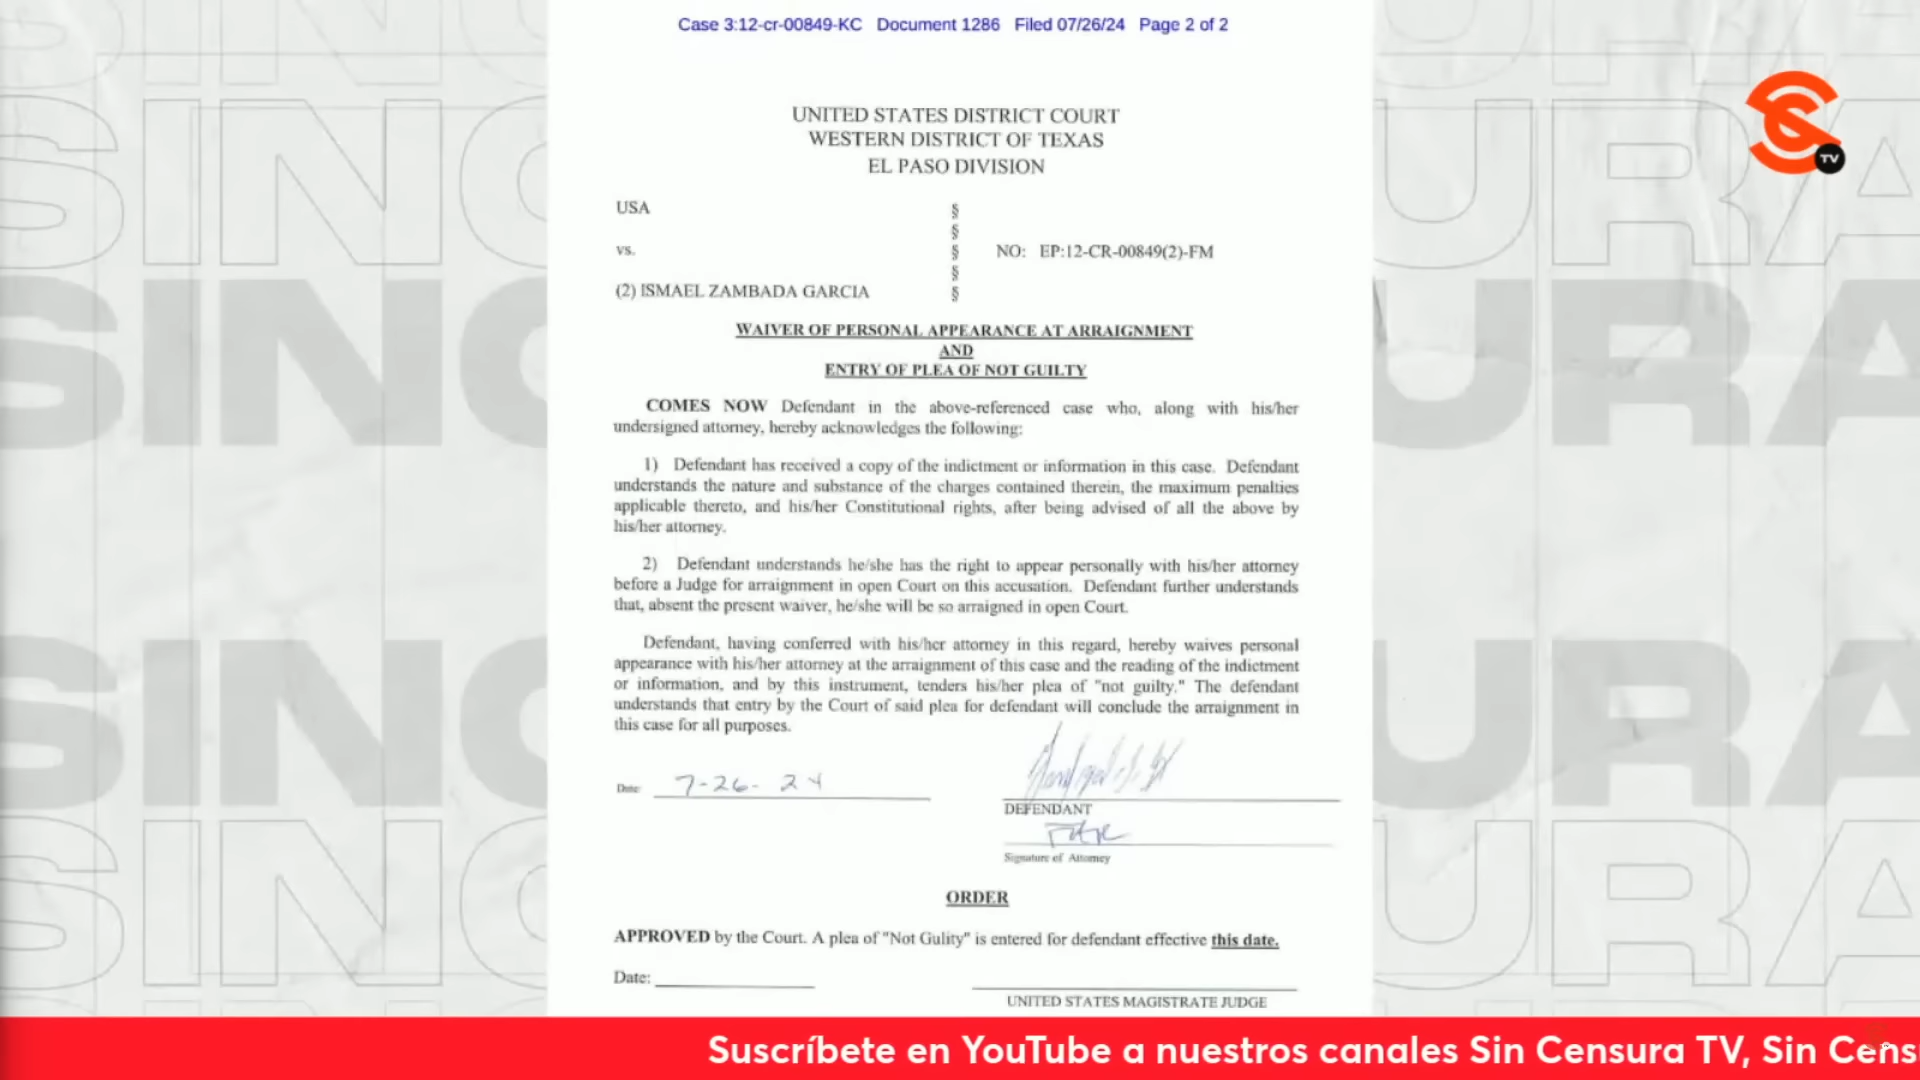 Case 3:12-cr-00849-KC Document 1286 Filed 07/26/24 Page 2 of 2
TV
UNITED STATES DISTRICT COURT
WESTERN DISTRICT OF TEXAS
EL PASO DIVISION
USA §
§
vs. § NO: EP:12-CR-00849(2)-FM
§
(2) ISMAEL ZAMBADA GARCIA §
WAIVER OF PERSONAL APPEARANCE AT ARRAIGNMENT
AND
ENTRY OF PLEA OF NOT GUILTY
COMES NOW Defendant in the above-referenced case who, along with his/her
undersigned attorney, hereby acknowledges the following:
1) Defendant has received a copy of the indictment or information in this case. Defendant
understands the nature and substance of the charges contained therein, the maximum penalties
applicable thereto, and his/her Constitutional rights, after being advised of all the above by
his/her attorney.
2) Defendant understands he/she has the right to appear personally with his/her attorney
before a Judge for arraignment in open Court on this accusation. Defendant further understands
that, absent the present waiver, he/she will be so arraigned in open Court.
Defendant, having conferred with his/her attorney in this regard, hereby waives personal
appearance with his/her attorney at the arraignment of this case and the reading of the indictment
or information, and by this instrument, tenders his/her plea of "not guilty." The defendant
understands that entry by the Court of said plea for defendant will conclude the arraignment in
this case for all purposes.
Date 7-26-24
DEFENDANT
Signature of Attorney
ORDER
APPROVED by the Court. A plea of "Not Gulity" is entered for defendant effective this date.
Date:
UNITED STATES MAGISTRATE JUDGE
Suscríbete en YouTube a nuestros canales Sin Censura TV, Sin Cens